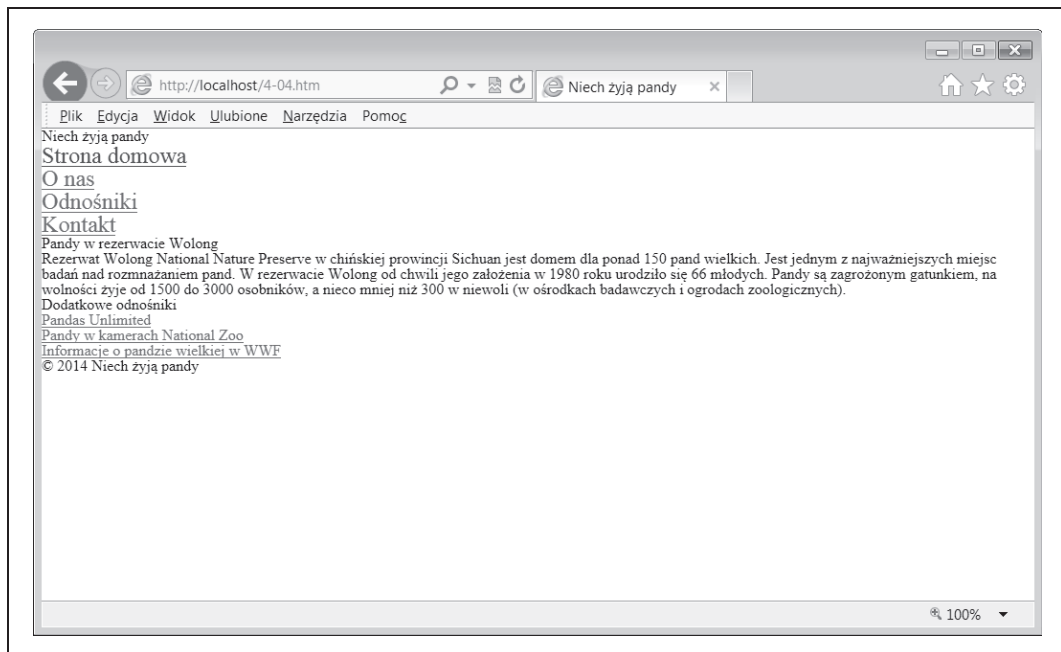 http://localhost/4-04.htm
Niech żyją pandy
Plik Edycja Widok Ulubione Narzędzia Pomoc
Niech żyją pandy
Strona domowa
O nas
Odnośniki
Kontakt
Pandy w rezerwacie Wolong
Rezerwat Wolong National Nature Preserve w chińskiej prowincji Sichuan jest domem dla ponad 150 pand wielkich. Jest jednym z najważniejszych miejsc
badań nad rozmnażaniem pand. W rezerwacie Wolong od chwili jego założenia w 1980 roku urodziło się 66 młodych. Pandy są zagrożonym gatunkiem, na
wolności żyje od 1500 do 3000 osobników, a nieco mniej niż 300 w niewoli (w ośrodkach badawczych i ogrodach zoologicznych).
Dodatkowe odnośniki
Pandas Unlimited
Pandy w kamerach National Zoo
Informacje o pandzie wielkiej w WWF
© 2014 Niech żyją pandy
100%